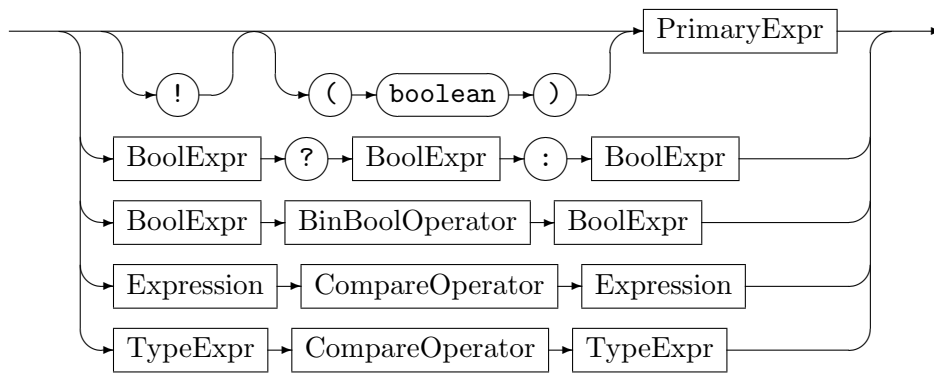 PrimaryExpr
! ( boolean )
BoolExpr ? BoolExpr : BoolExpr
BoolExpr BinBoolOperator BoolExpr
Expression CompareOperator Expression
TypeExpr CompareOperator TypeExpr